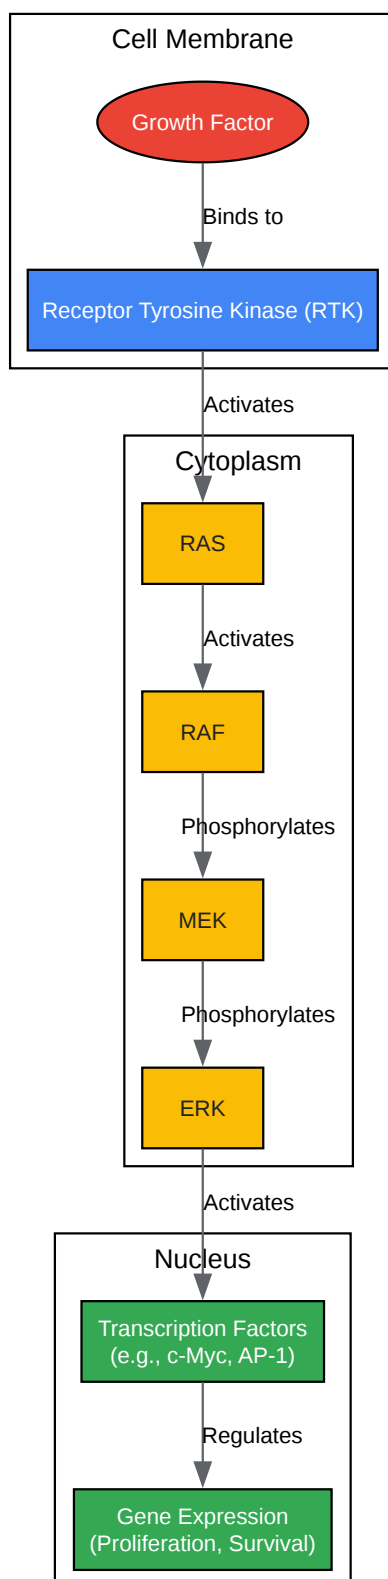 Cell Membrane
Growth Factor
Binds to
Receptor Tyrosine Kinase (RTK)
Activates
Cytoplasm
RAS
Activates
RAF
Phosphorylates
MEK
Phosphorylates
ERK
Activates
Nucleus
Transcription Factors
(e.g., c-Myc, AP-1)
Regulates
Gene Expression
(Proliferation, Survival)